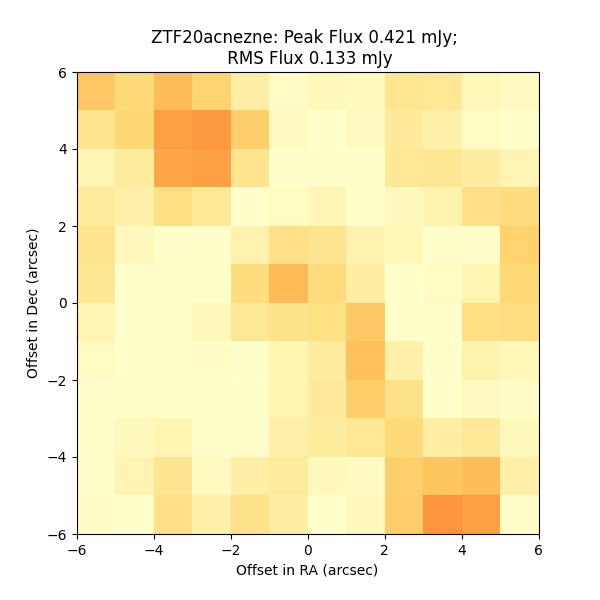 ZTF20acnezne: Peak Flux 0.421 mJy;
RMS Flux 0.133 mJy
6
4
2
0
−2
−4
−6
Offset in Dec (arcsec)
−6 −4 −2 0 2 4 6
Offset in RA (arcsec)